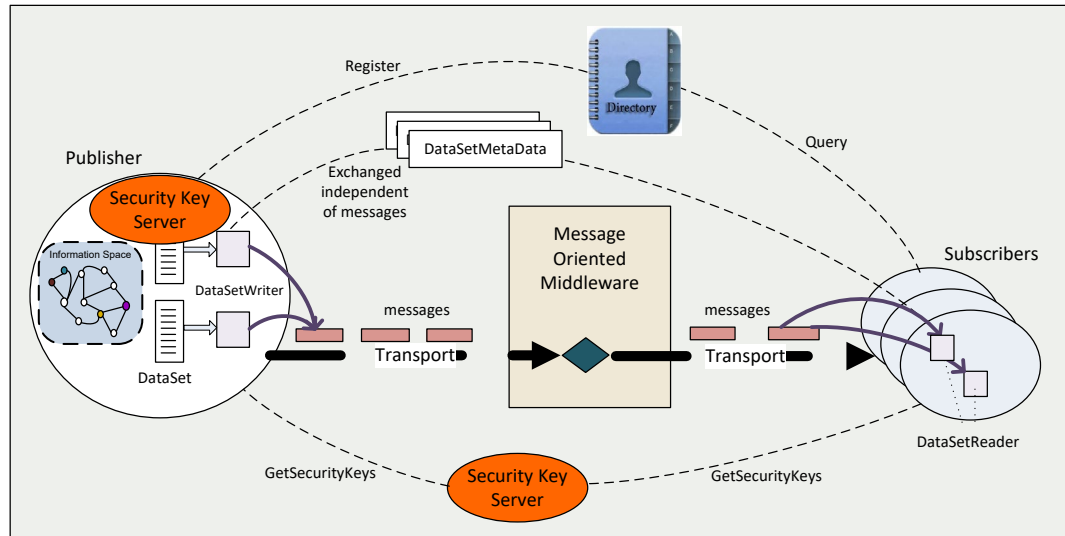 Register
Directory
Query
DataSetMetaData
Exchanged
independent
of messages
Publisher
Security Key
Server
Information Space
DataSetWriter
DataSet
messages
Transport
Message
Oriented
Middleware
messages
Transport
Subscribers
DataSetReader
GetSecurityKeys
Security Key
Server
GetSecurityKeys